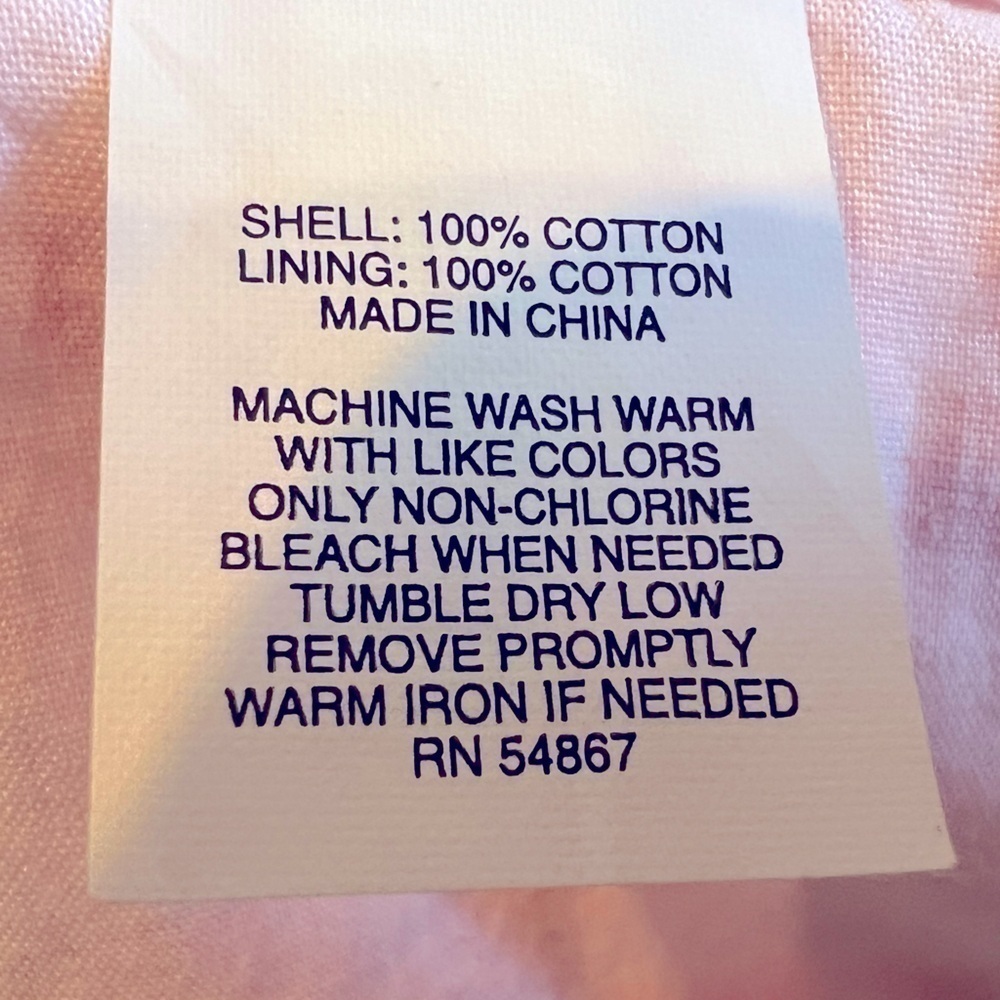 SHELL: 100% COTTON
LINING: 100% COTTON
MADE IN CHINA
MACHINE WASH WARM
WITH LIKE COLORS
ONLY NON-CHLORINE
BLEACH WHEN NEEDED
TUMBLE DRY LOW
REMOVE PROMPTLY
WARM IRON IF NEEDED
RN 54867